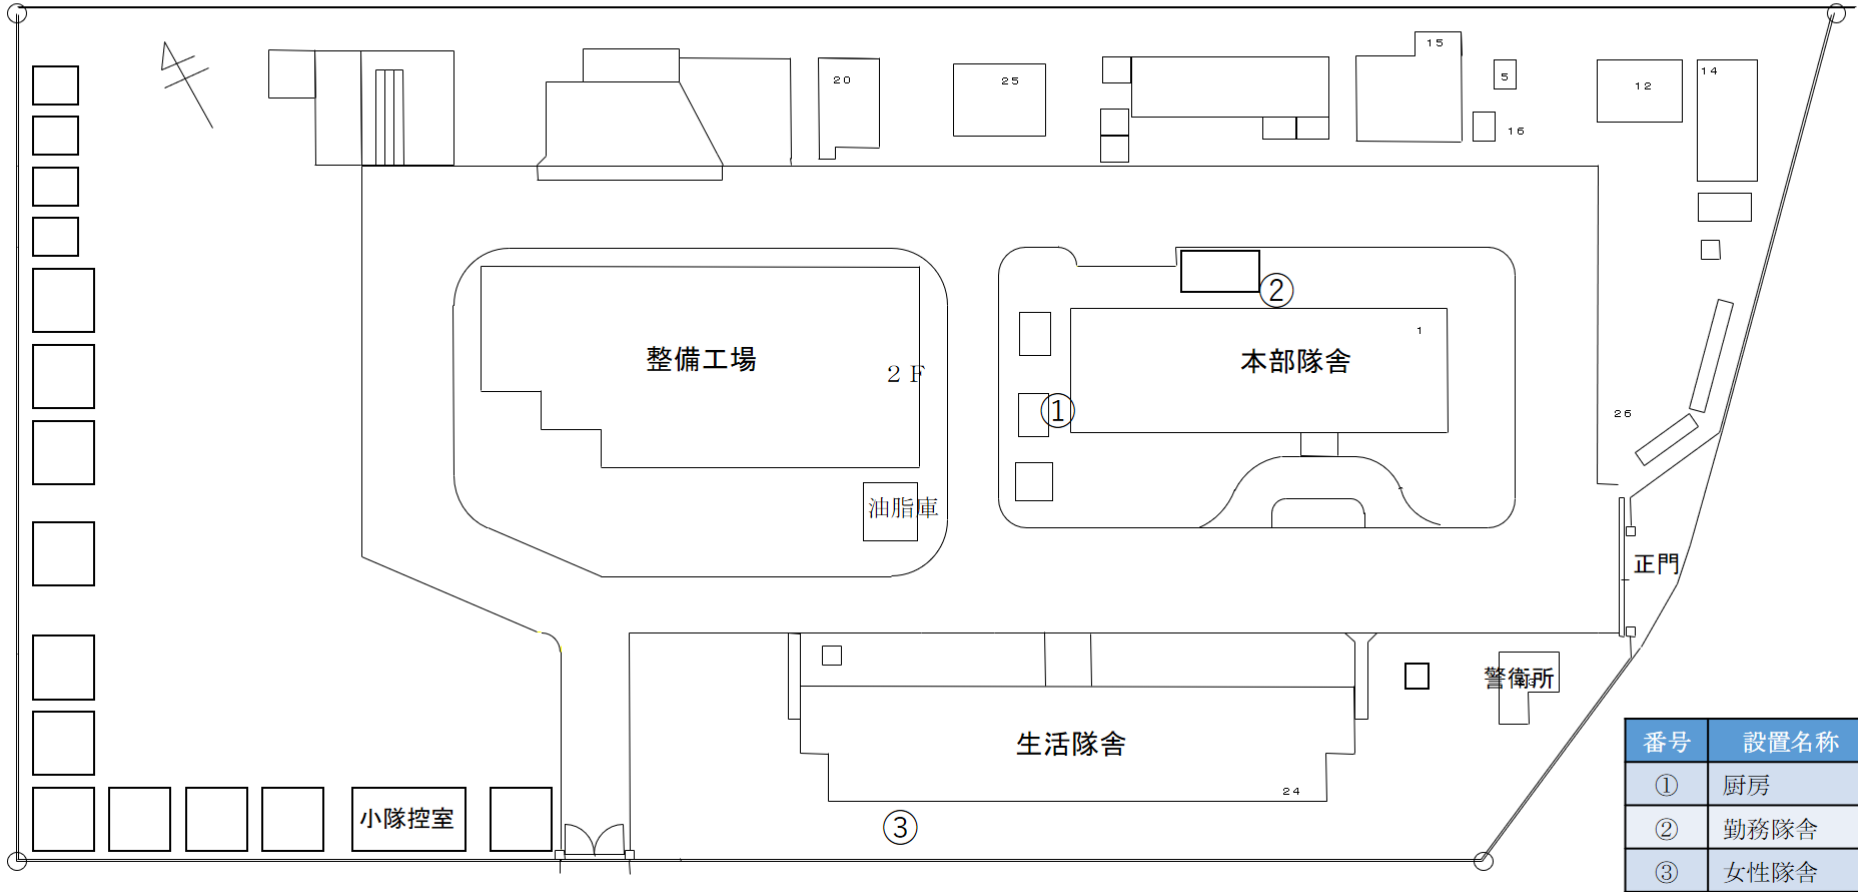 15
14
20
25
5
12
16
②
1
整備工場
本部隊舎
2 F
①
26
油脂庫
正門
警衛所
生活隊舎
24
小隊控室
③
番号 設置名称
① 厨房
② 勤務隊舎
③ 女性隊舎